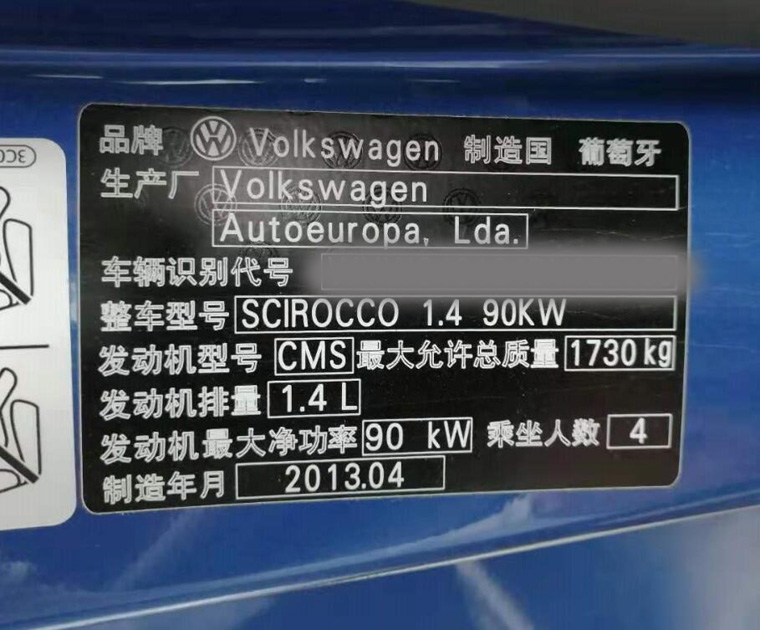 品牌 Volkswagen 制造国 葡萄牙
生产厂 Volkswagen
Autoeuropa, Lda.
车辆识别代号
整车型号 SCIROCCO 1.4 90KW
发动机型号 CMS 最大允许总质量 1730 kg
发动机排量 1.4 L
发动机最大净功率 90 kW 乘坐人数 4
制造年月 2013.04